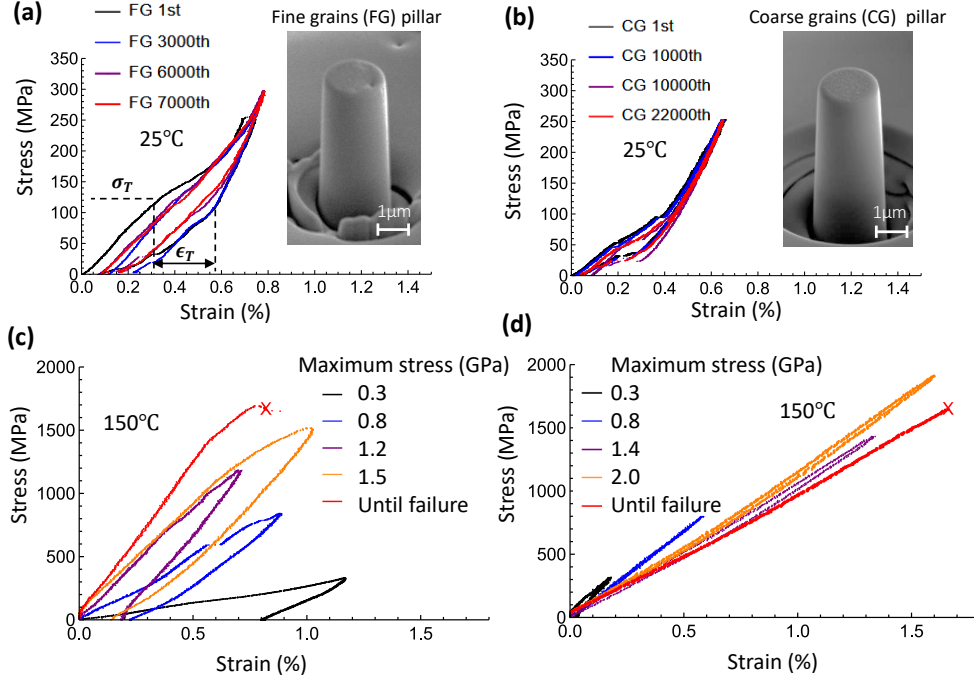 (a)
FG 1st
FG 3000th
FG 6000th
FG 7000th
Fine grains (FG) pillar
1μm
25°C
σT
ϵT
Stress (MPa)
350
300
250
200
150
100
50
0
0 0.2 0.4 0.6 0.8 1.0 1.2 1.4
Strain (%)
(b)
CG 1st
CG 1000th
CG 10000th
CG 22000th
Coarse grains (CG) pillar
1μm
25°C
Stress (MPa)
350
300
250
200
150
100
50
0
0 0.2 0.4 0.6 0.8 1.0 1.2 1.4
Strain (%)
(c)
Maximum stress (GPa)
0.3
0.8
1.2
1.5
Until failure
150°C
X
Stress (MPa)
2000
1500
1000
500
0
0.0 0.5 1.0 1.5
Strain (%)
(d)
Maximum stress (GPa)
0.3
0.8
1.4
2.0
Until failure
150°C
X
Stress (MPa)
2000
1500
1000
500
0
0.0 0.5 1.0 1.5
Strain (%)